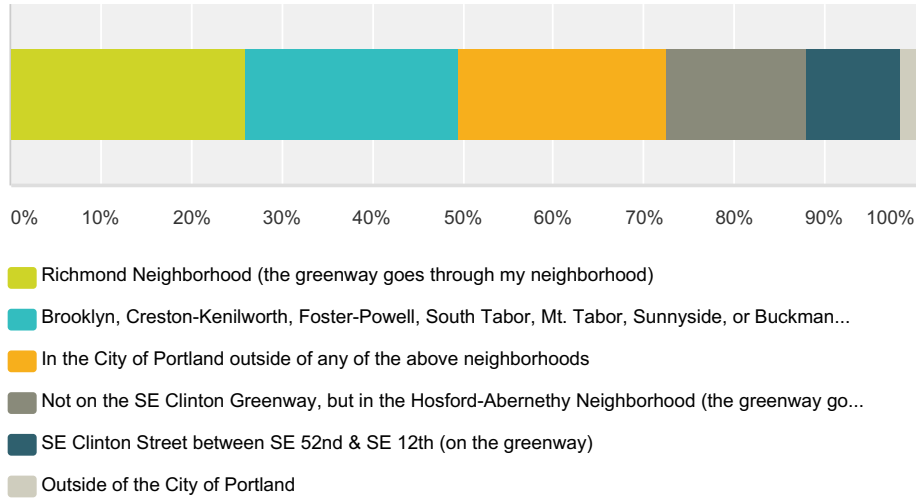 0% 10% 20% 30% 40% 50% 60% 70% 80% 90% 100%
Richmond Neighborhood (the greenway goes through my neighborhood)
Brooklyn, Creston-Kenilworth, Foster-Powell, South Tabor, Mt. Tabor, Sunnyside, or Buckman...
In the City of Portland outside of any of the above neighborhoods
Not on the SE Clinton Greenway, but in the Hosford-Abernethy Neighborhood (the greenway go...
SE Clinton Street between SE 52nd & SE 12th (on the greenway)
Outside of the City of Portland